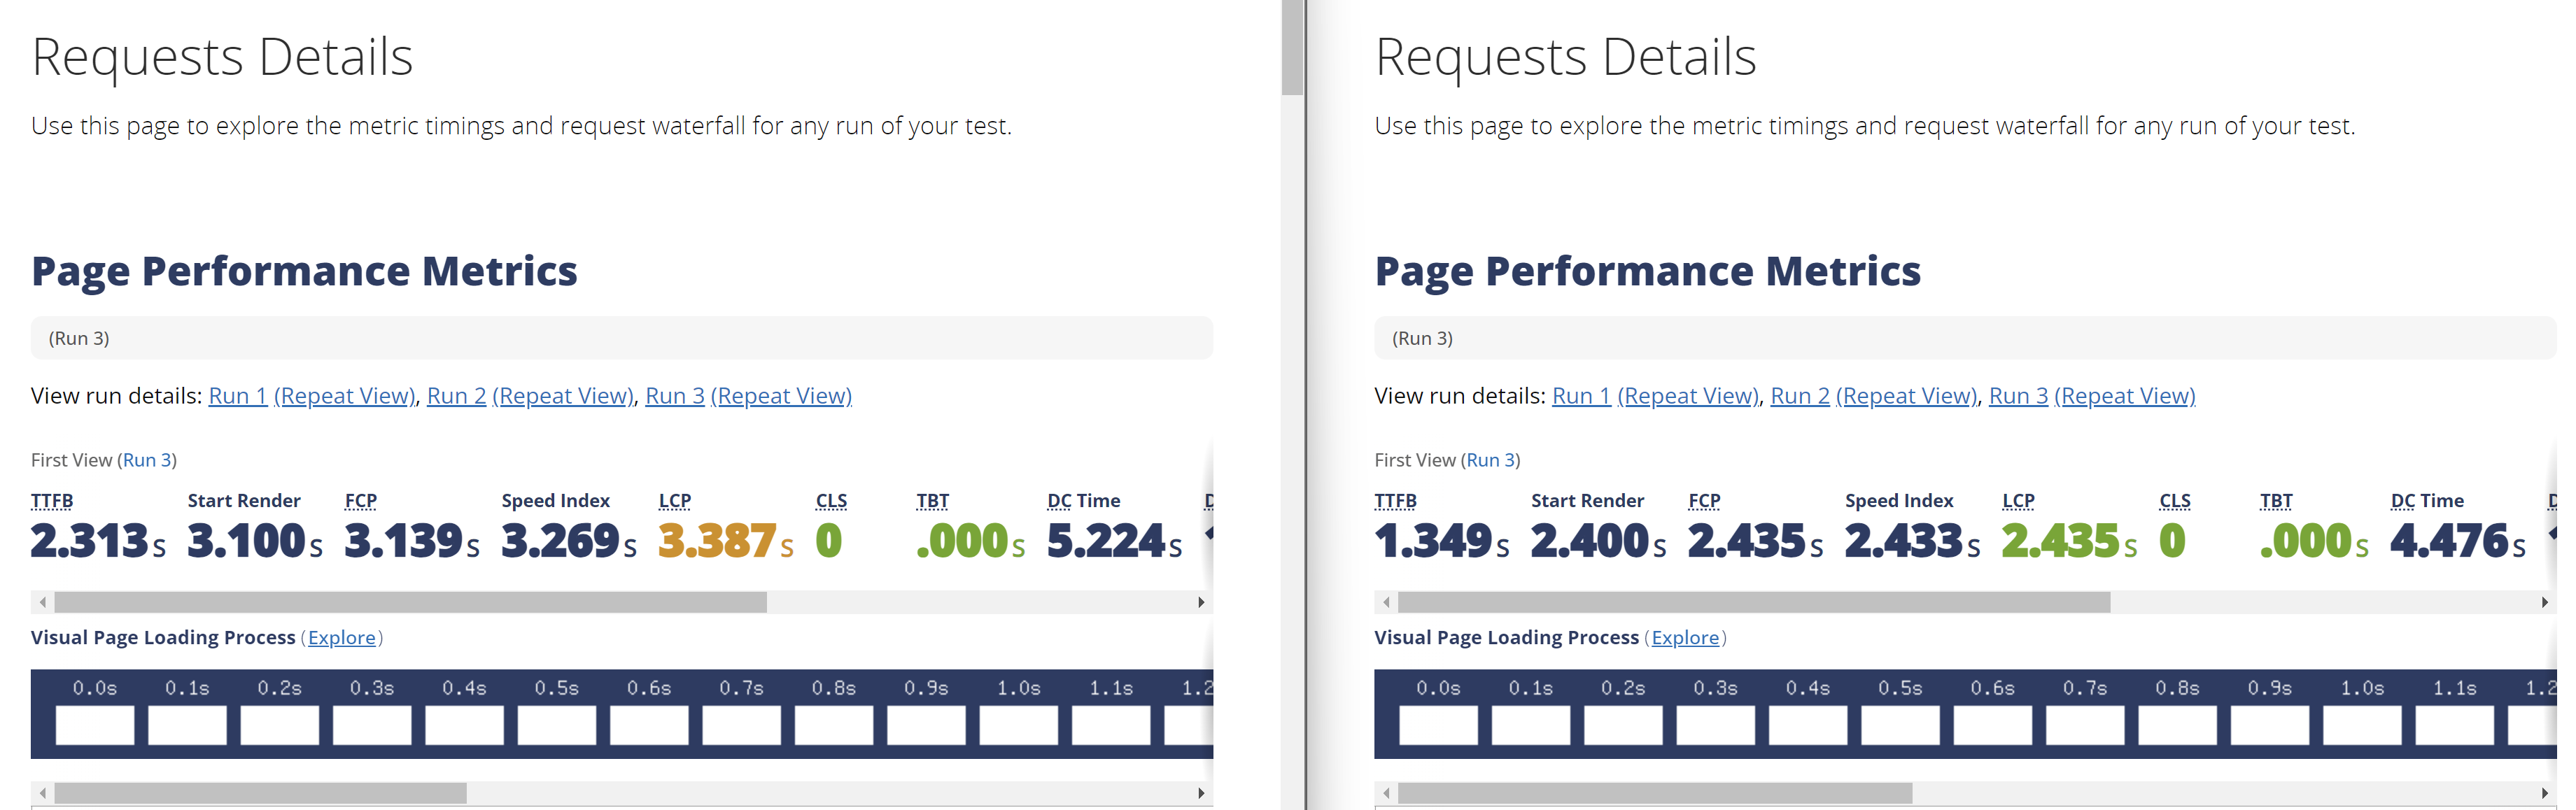 Requests Details
Use this page to explore the metric timings and request waterfall for any run of your test.
Page Performance Metrics
(Run 3)
View run details: Run 1 (Repeat View), Run 2 (Repeat View), Run 3 (Repeat View)
First View (Run 3)
TTFB Start Render FCP Speed Index LCP CLS TBT DC Time
2.313s 3.100s 3.139s 3.269s 3.387s 0 .000s 5.224s
Visual Page Loading Process (Explore)
0.0s 0.1s 0.2s 0.3s 0.4s 0.5s 0.6s 0.7s 0.8s 0.9s 1.0s 1.1s 1.2
Requests Details
Use this page to explore the metric timings and request waterfall for any run of your test.
Page Performance Metrics
(Run 3)
View run details: Run 1 (Repeat View), Run 2 (Repeat View), Run 3 (Repeat View)
First View (Run 3)
TTFB Start Render FCP Speed Index LCP CLS TBT DC Time
1.349s 2.400s 2.435s 2.433s 2.435s 0 .000s 4.476s
Visual Page Loading Process (Explore)
0.0s 0.1s 0.2s 0.3s 0.4s 0.5s 0.6s 0.7s 0.8s 0.9s 1.0s 1.1s 1.2